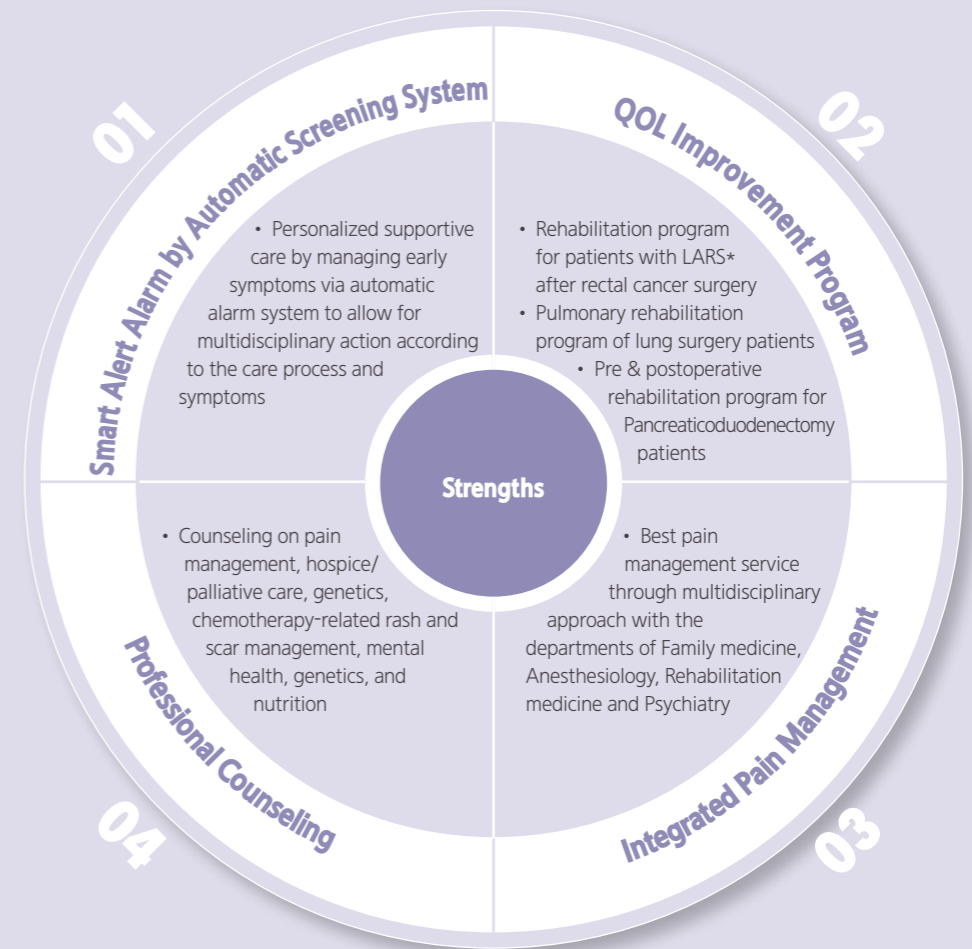 01
Smart Alert Alarm by Automatic Screening System
• Personalized supportive
care by managing early
symptoms via automatic
alarm system to allow for
multidisciplinary action according
to the care process and
symptoms
02
QOL Improvement Program
• Rehabilitation program
for patients with LARS*
after rectal cancer surgery
• Pulmonary rehabilitation
program of lung surgery patients
• Pre & postoperative
rehabilitation program for
Pancreaticoduodenectomy
patients
Strengths
03
Integrated Pain Management
• Best pain
management service
through multidisciplinary
approach with the
departments of Family medicine,
Anesthesiology, Rehabilitation
medicine and Psychiatry
04
Professional Counseling
• Counseling on pain
management, hospice/
palliative care, genetics,
chemotherapy-related rash and
scar management, mental
health, genetics, and
nutrition